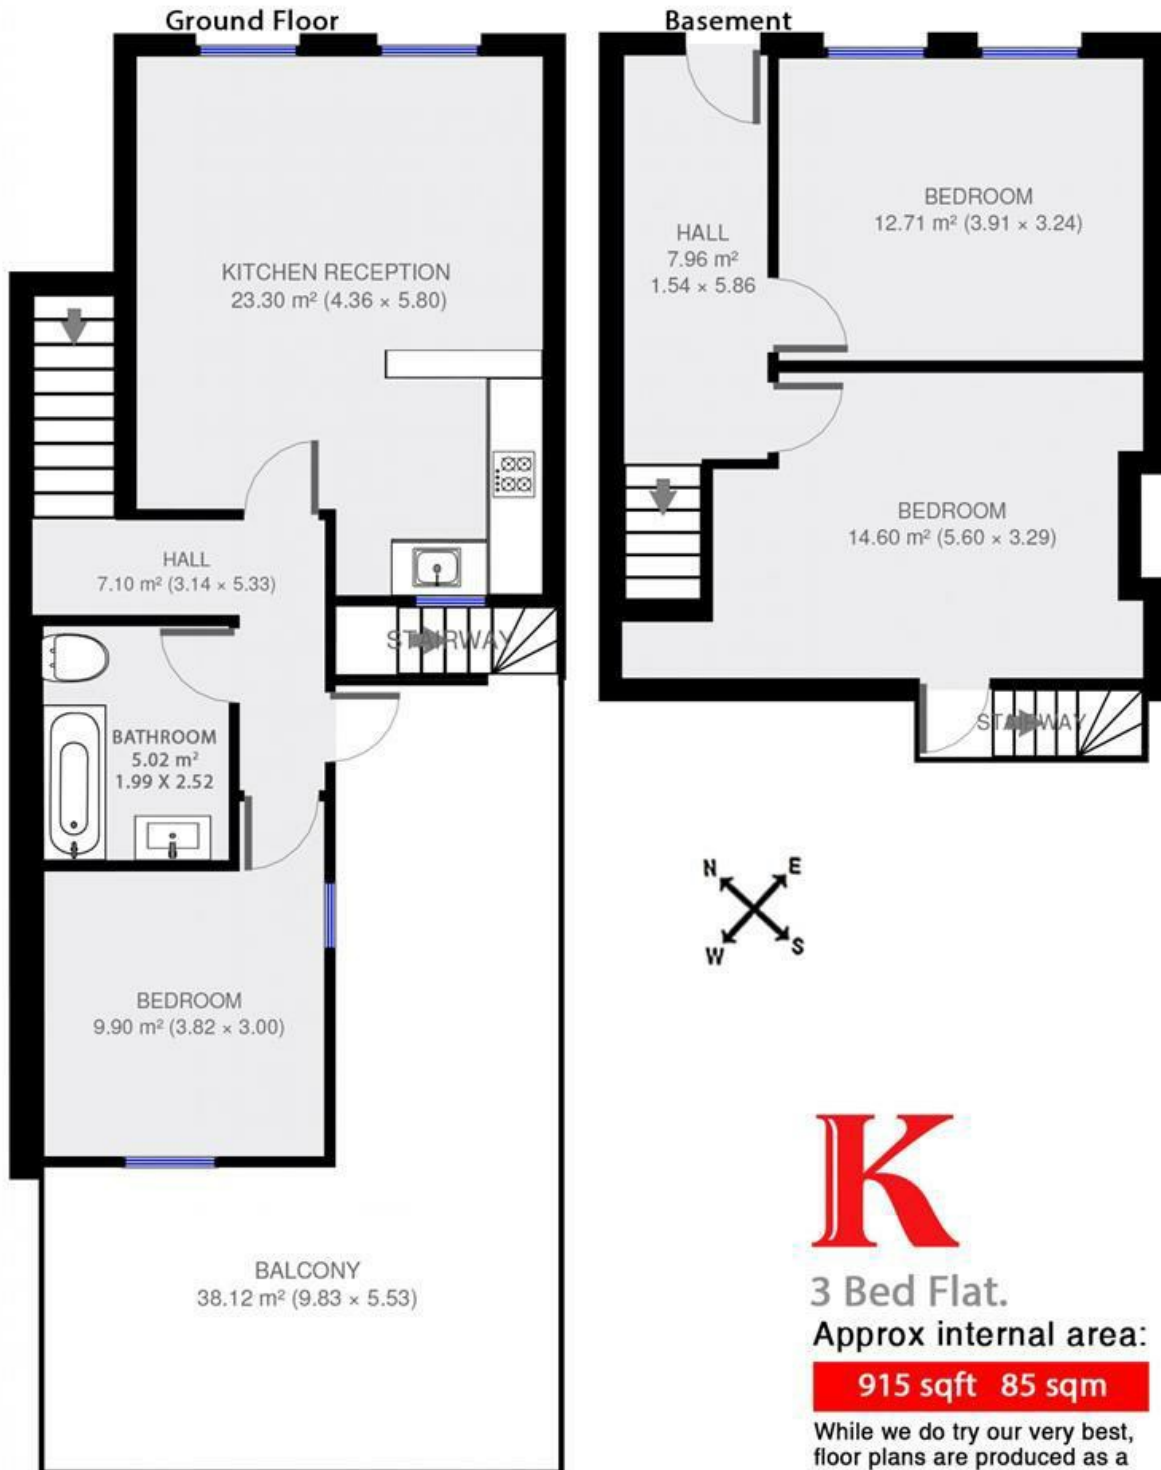 Ground Floor
KITCHEN RECEPTION
23.30 m² (4.36 × 5.80)
HALL
7.10 m² (3.14 × 5.33)
STAIRWAY
BATHROOM
5.02 m²
1.99 X 2.52
BEDROOM
9.90 m² (3.82 × 3.00)
BALCONY
38.12 m² (9.83 × 5.53)
Basement
BEDROOM
12.71 m² (3.91 × 3.24)
HALL
7.96 m²
1.54 × 5.86
BEDROOM
14.60 m² (5.60 × 3.29)
STAIRWAY
N E
W S
K
3 Bed Flat.
Approx internal area:
915 sqft 85 sqm
While we do try our very best,
floor plans are produced as a